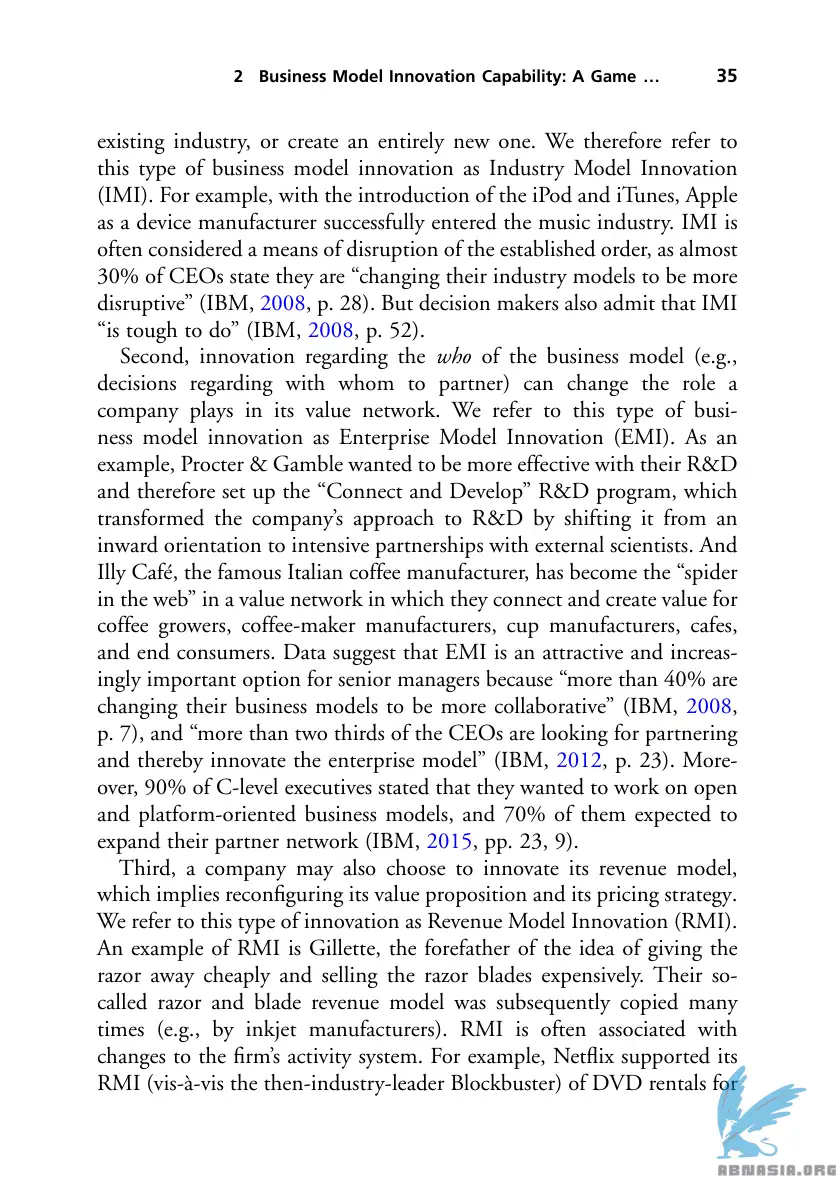 2 Business Model Innovation Capability: A Game … 35
existing industry, or create an entirely new one. We therefore refer to
this type of business model innovation as Industry Model Innovation
(IMI). For example, with the introduction of the iPod and iTunes, Apple
as a device manufacturer successfully entered the music industry. IMI is
often considered a means of disruption of the established order, as almost
30% of CEOs state they are “changing their industry models to be more
disruptive” (IBM, 2008, p. 28). But decision makers also admit that IMI
“is tough to do” (IBM, 2008, p. 52).
Second, innovation regarding the who of the business model (e.g.,
decisions regarding with whom to partner) can change the role a
company plays in its value network. We refer to this type of busi-
ness model innovation as Enterprise Model Innovation (EMI). As an
example, Procter & Gamble wanted to be more effective with their R&D
and therefore set up the “Connect and Develop” R&D program, which
transformed the company’s approach to R&D by shifting it from an
inward orientation to intensive partnerships with external scientists. And
Illy Café, the famous Italian coffee manufacturer, has become the “spider
in the web” in a value network in which they connect and create value for
coffee growers, coffee-maker manufacturers, cup manufacturers, cafes,
and end consumers. Data suggest that EMI is an attractive and increas-
ingly important option for senior managers because “more than 40% are
changing their business models to be more collaborative” (IBM, 2008,
p. 7), and “more than two thirds of the CEOs are looking for partnering
and thereby innovate the enterprise model” (IBM, 2012, p. 23). More-
over, 90% of C-level executives stated that they wanted to work on open
and platform-oriented business models, and 70% of them expected to
expand their partner network (IBM, 2015, pp. 23, 9).
Third, a company may also choose to innovate its revenue model,
which implies reconfiguring its value proposition and its pricing strategy.
We refer to this type of innovation as Revenue Model Innovation (RMI).
An example of RMI is Gillette, the forefather of the idea of giving the
razor away cheaply and selling the razor blades expensively. Their so-
called razor and blade revenue model was subsequently copied many
times (e.g., by inkjet manufacturers). RMI is often associated with
changes to the firm’s activity system. For example, Netflix supported its
RMI (vis-à-vis the then-industry-leader Blockbuster) of DVD rentals for
ABNASIA.ORG